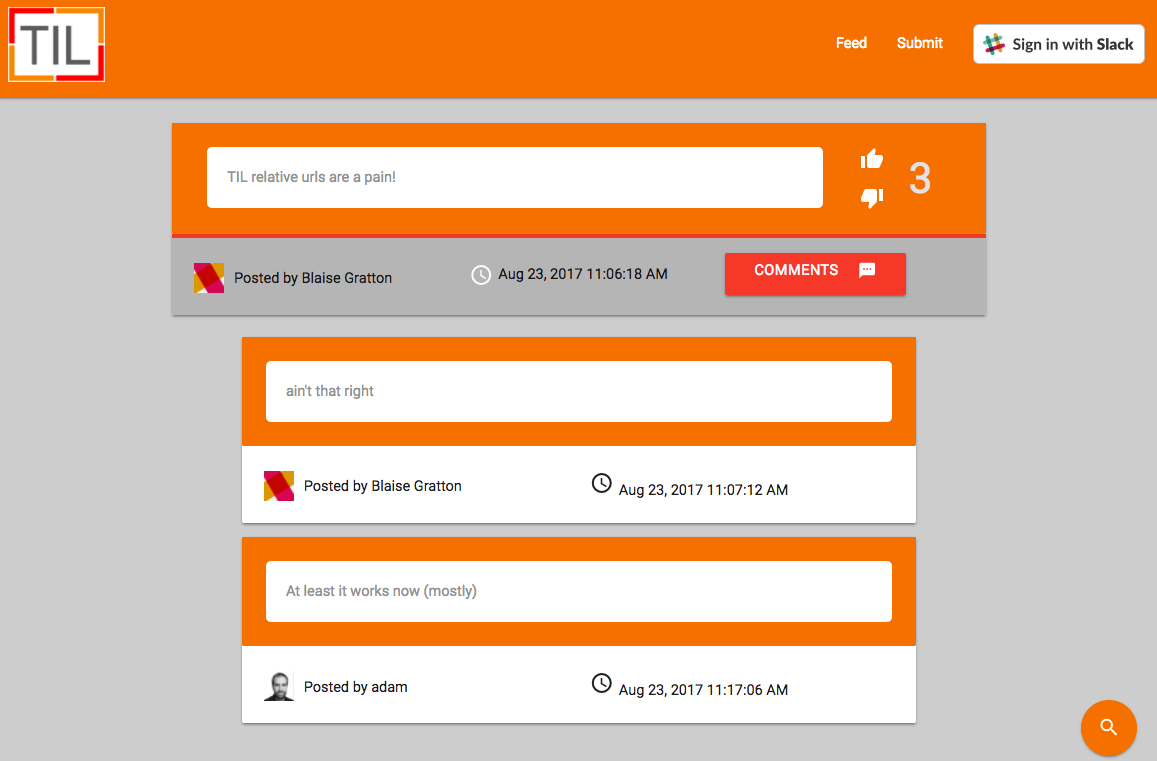 TIL
Feed
Submit
Sign in with Slack
TIL relative urls are a pain!
3
Posted by Blaise Gratton
Aug 23, 2017 11:06:18 AM
COMMENTS
ain't that right
Posted by Blaise Gratton
Aug 23, 2017 11:07:12 AM
At least it works now (mostly)
Posted by adam
Aug 23, 2017 11:17:06 AM